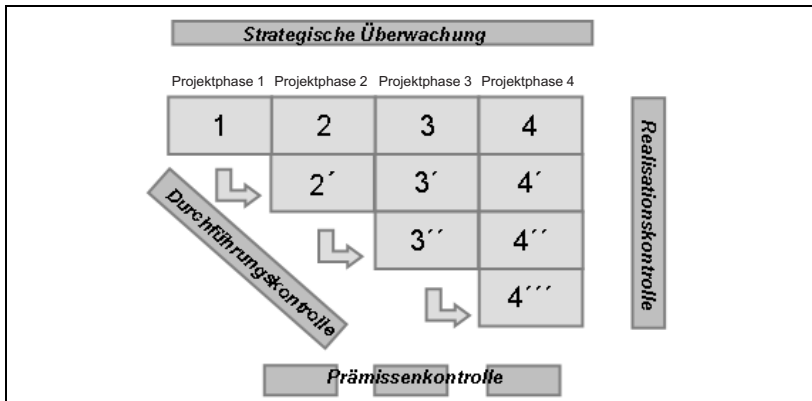 Strategische Überwachung
Projektphase 1 Projektphase 2 Projektphase 3 Projektphase 4
1 2 3 4
2´ 3´ 4´
3´´ 4´´
4´´´
Durchführungskontrolle
Realisationskontrolle
Prämissenkontrolle